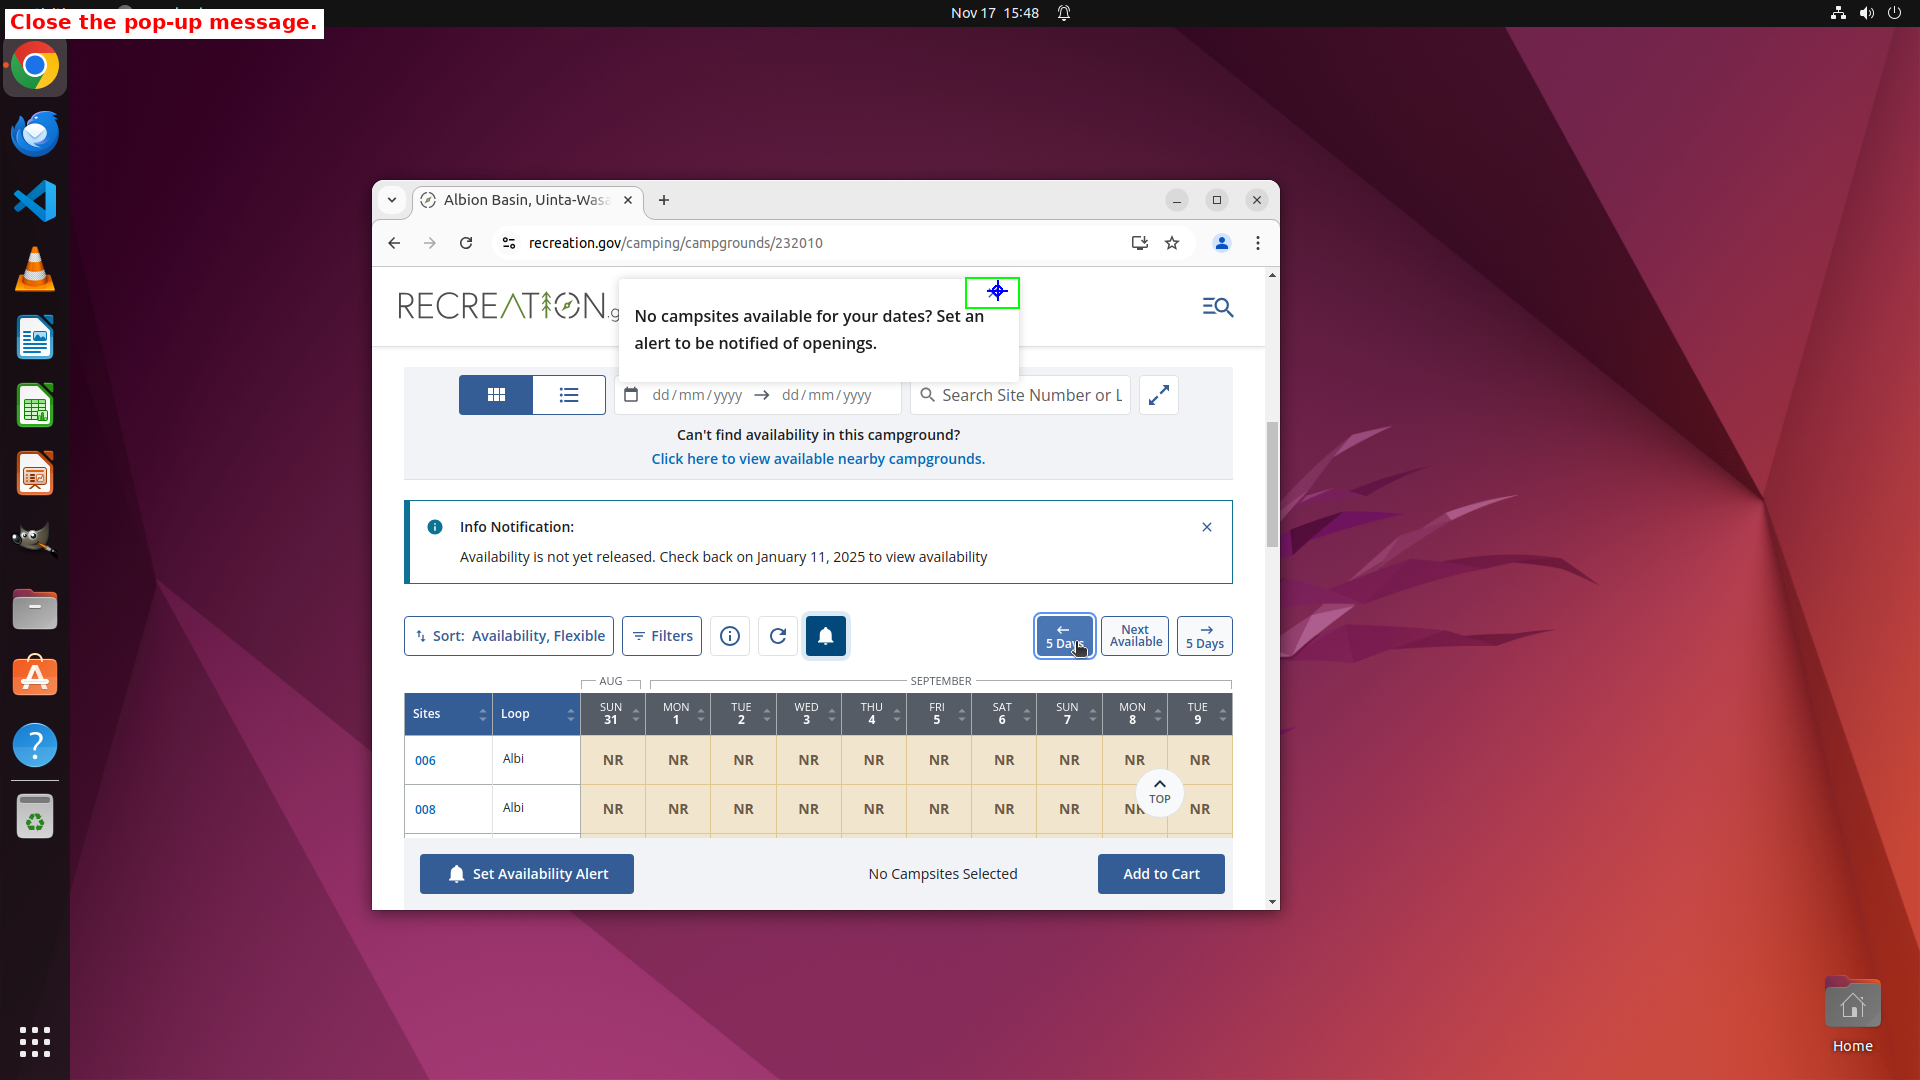 Close the pop-up message.
Nov 17 15:48
Albion Basin, Uinta-Wasa
recreation.gov/camping/campgrounds/232010
RECREATION.g
No campsites available for your dates? Set an
alert to be notified of openings.
dd/mm/yyyy → dd/mm/yyyy
Search Site Number or L
Can't find availability in this campground?
Click here to view available nearby campgrounds.
Info Notification:
Availability is not yet released. Check back on January 11, 2025 to view availability
Sort: Availability, Flexible
Filters
5 Days
Next
Available
5 Days
AUG
SEPTEMBER
Sites Loop SUN 31 MON 1 TUE 2 WED 3 THU 4 FRI 5 SAT 6 SUN 7 MON 8 TUE 9
006 Albi NR NR NR NR NR NR NR NR NR NR
008 Albi NR NR NR NR NR NR NR NR NR NR
TOP
Set Availability Alert
No Campsites Selected
Add to Cart
Home